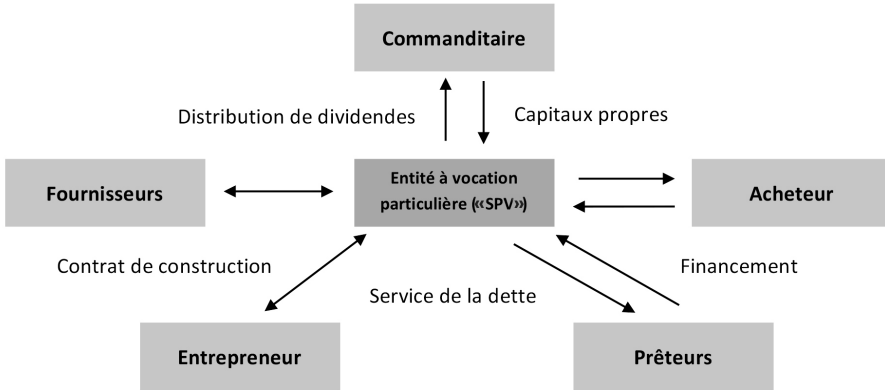 Commanditaire
Distribution de dividendes
Capitaux propres
Fournisseurs
Entité à vocation
particulière («SPV»)
Acheteur
Contrat de construction
Financement
Service de la dette
Entrepreneur
Prêteurs